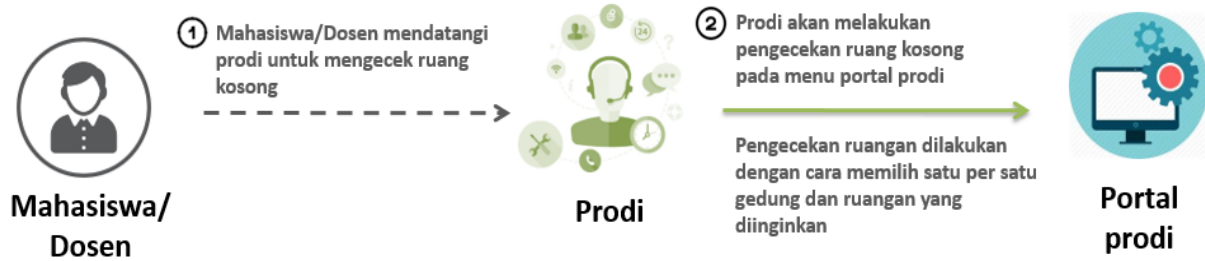 1 Mahasiswa/Dosen mendatangi
prodi untuk mengecek ruang
kosong
Mahasiswa/
Dosen
24
?
Prodi
2 Prodi akan melakukan
pengecekan ruang kosong
pada menu portal prodi
Pengecekan ruangan dilakukan
dengan cara memilih satu per satu
gedung dan ruangan yang
diinginkan
Portal
prodi